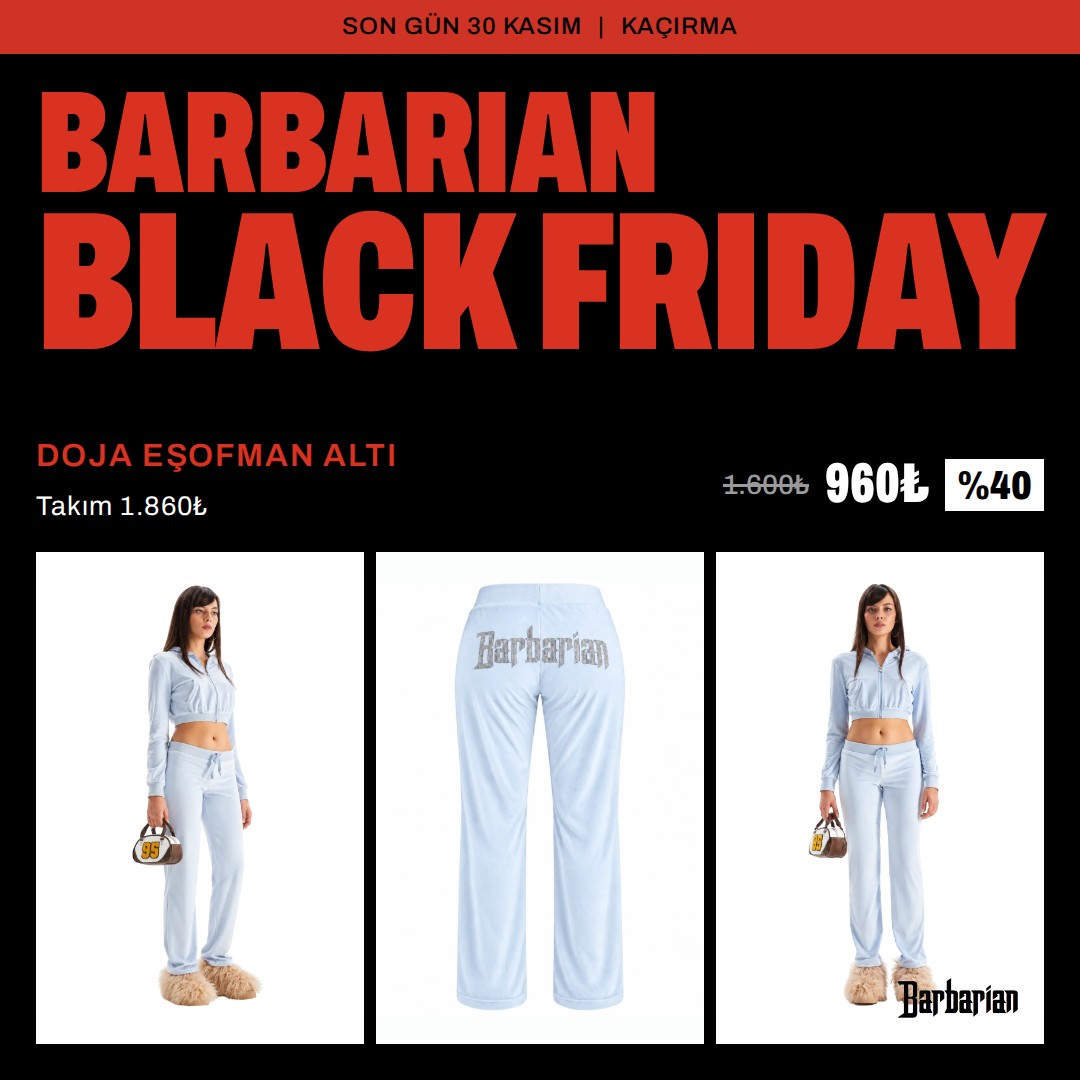 SON GÜN 30 KASIM | KAÇIRMA
BARBARIAN
BLACK FRIDAY
DOJA EŞOFMAN ALTI
Takım 1.860₺
1.600₺ 960₺ %40
Barbarian
95
95
Barbarian